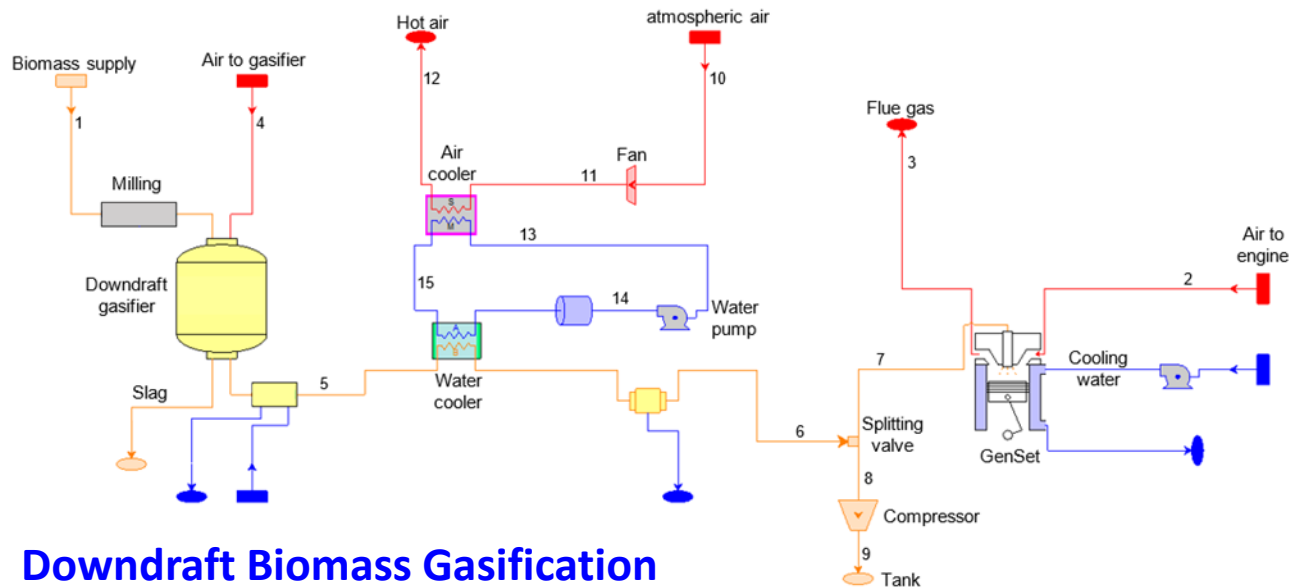 Hot air
atmospheric air
Biomass supply
Air to gasifier
12
10
1
4
Flue gas
3
Fan
Air
cooler
11
Milling
S
M
13
Air to
engine
Downdraft
gasifier
15
14
2
Water
pump
A
B
7
Cooling
water
5
Water
cooler
Slag
6
Splitting
valve
GenSet
8
Compressor
9
Downdraft Biomass Gasification
Tank